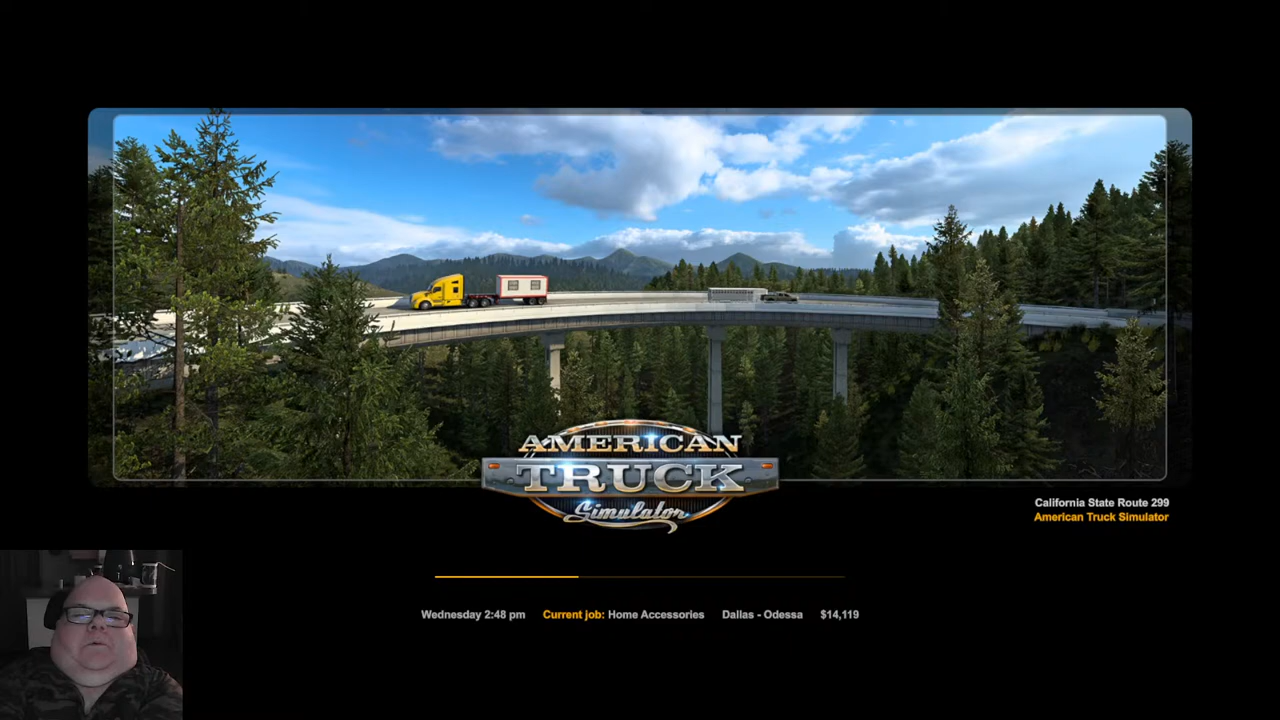 AMERICAN
TRUCK
Simulator
California State Route 299
American Truck Simulator
Wednesday 2:48 pm Current job: Home Accessories Dallas - Odessa $14,119